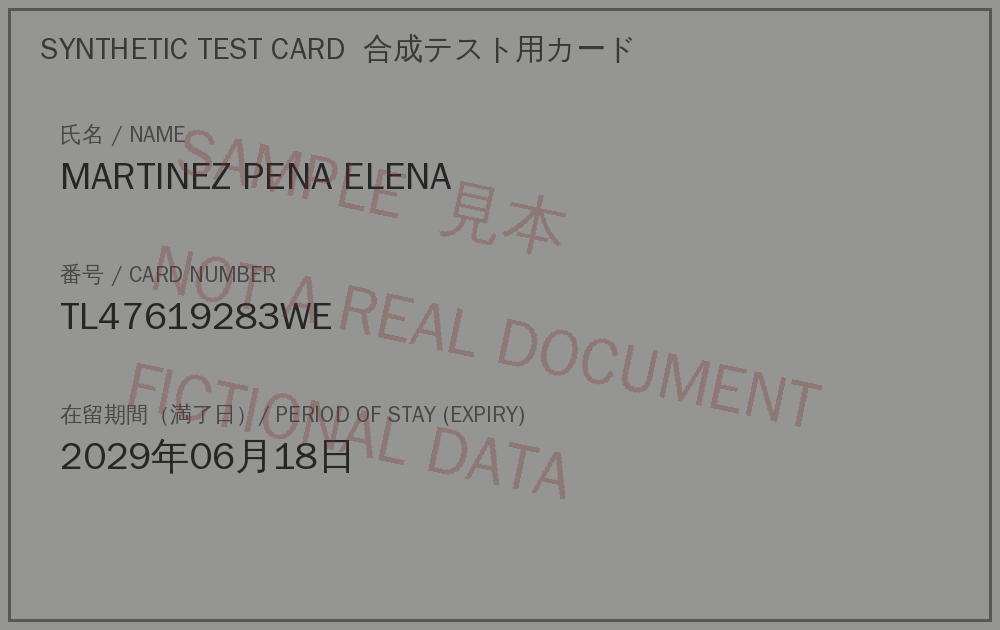 SYNTHETIC TEST CARD 合成テスト用カード
氏名 / NAME
MARTINEZ PENA ELENA
SAMPLE 見本
番号 / CARD NUMBER
TL47619283WE
NOT A REAL DOCUMENT
在留期間（満了日）/ PERIOD OF STAY (EXPIRY)
2029年06月18日
FICTIONAL DATA